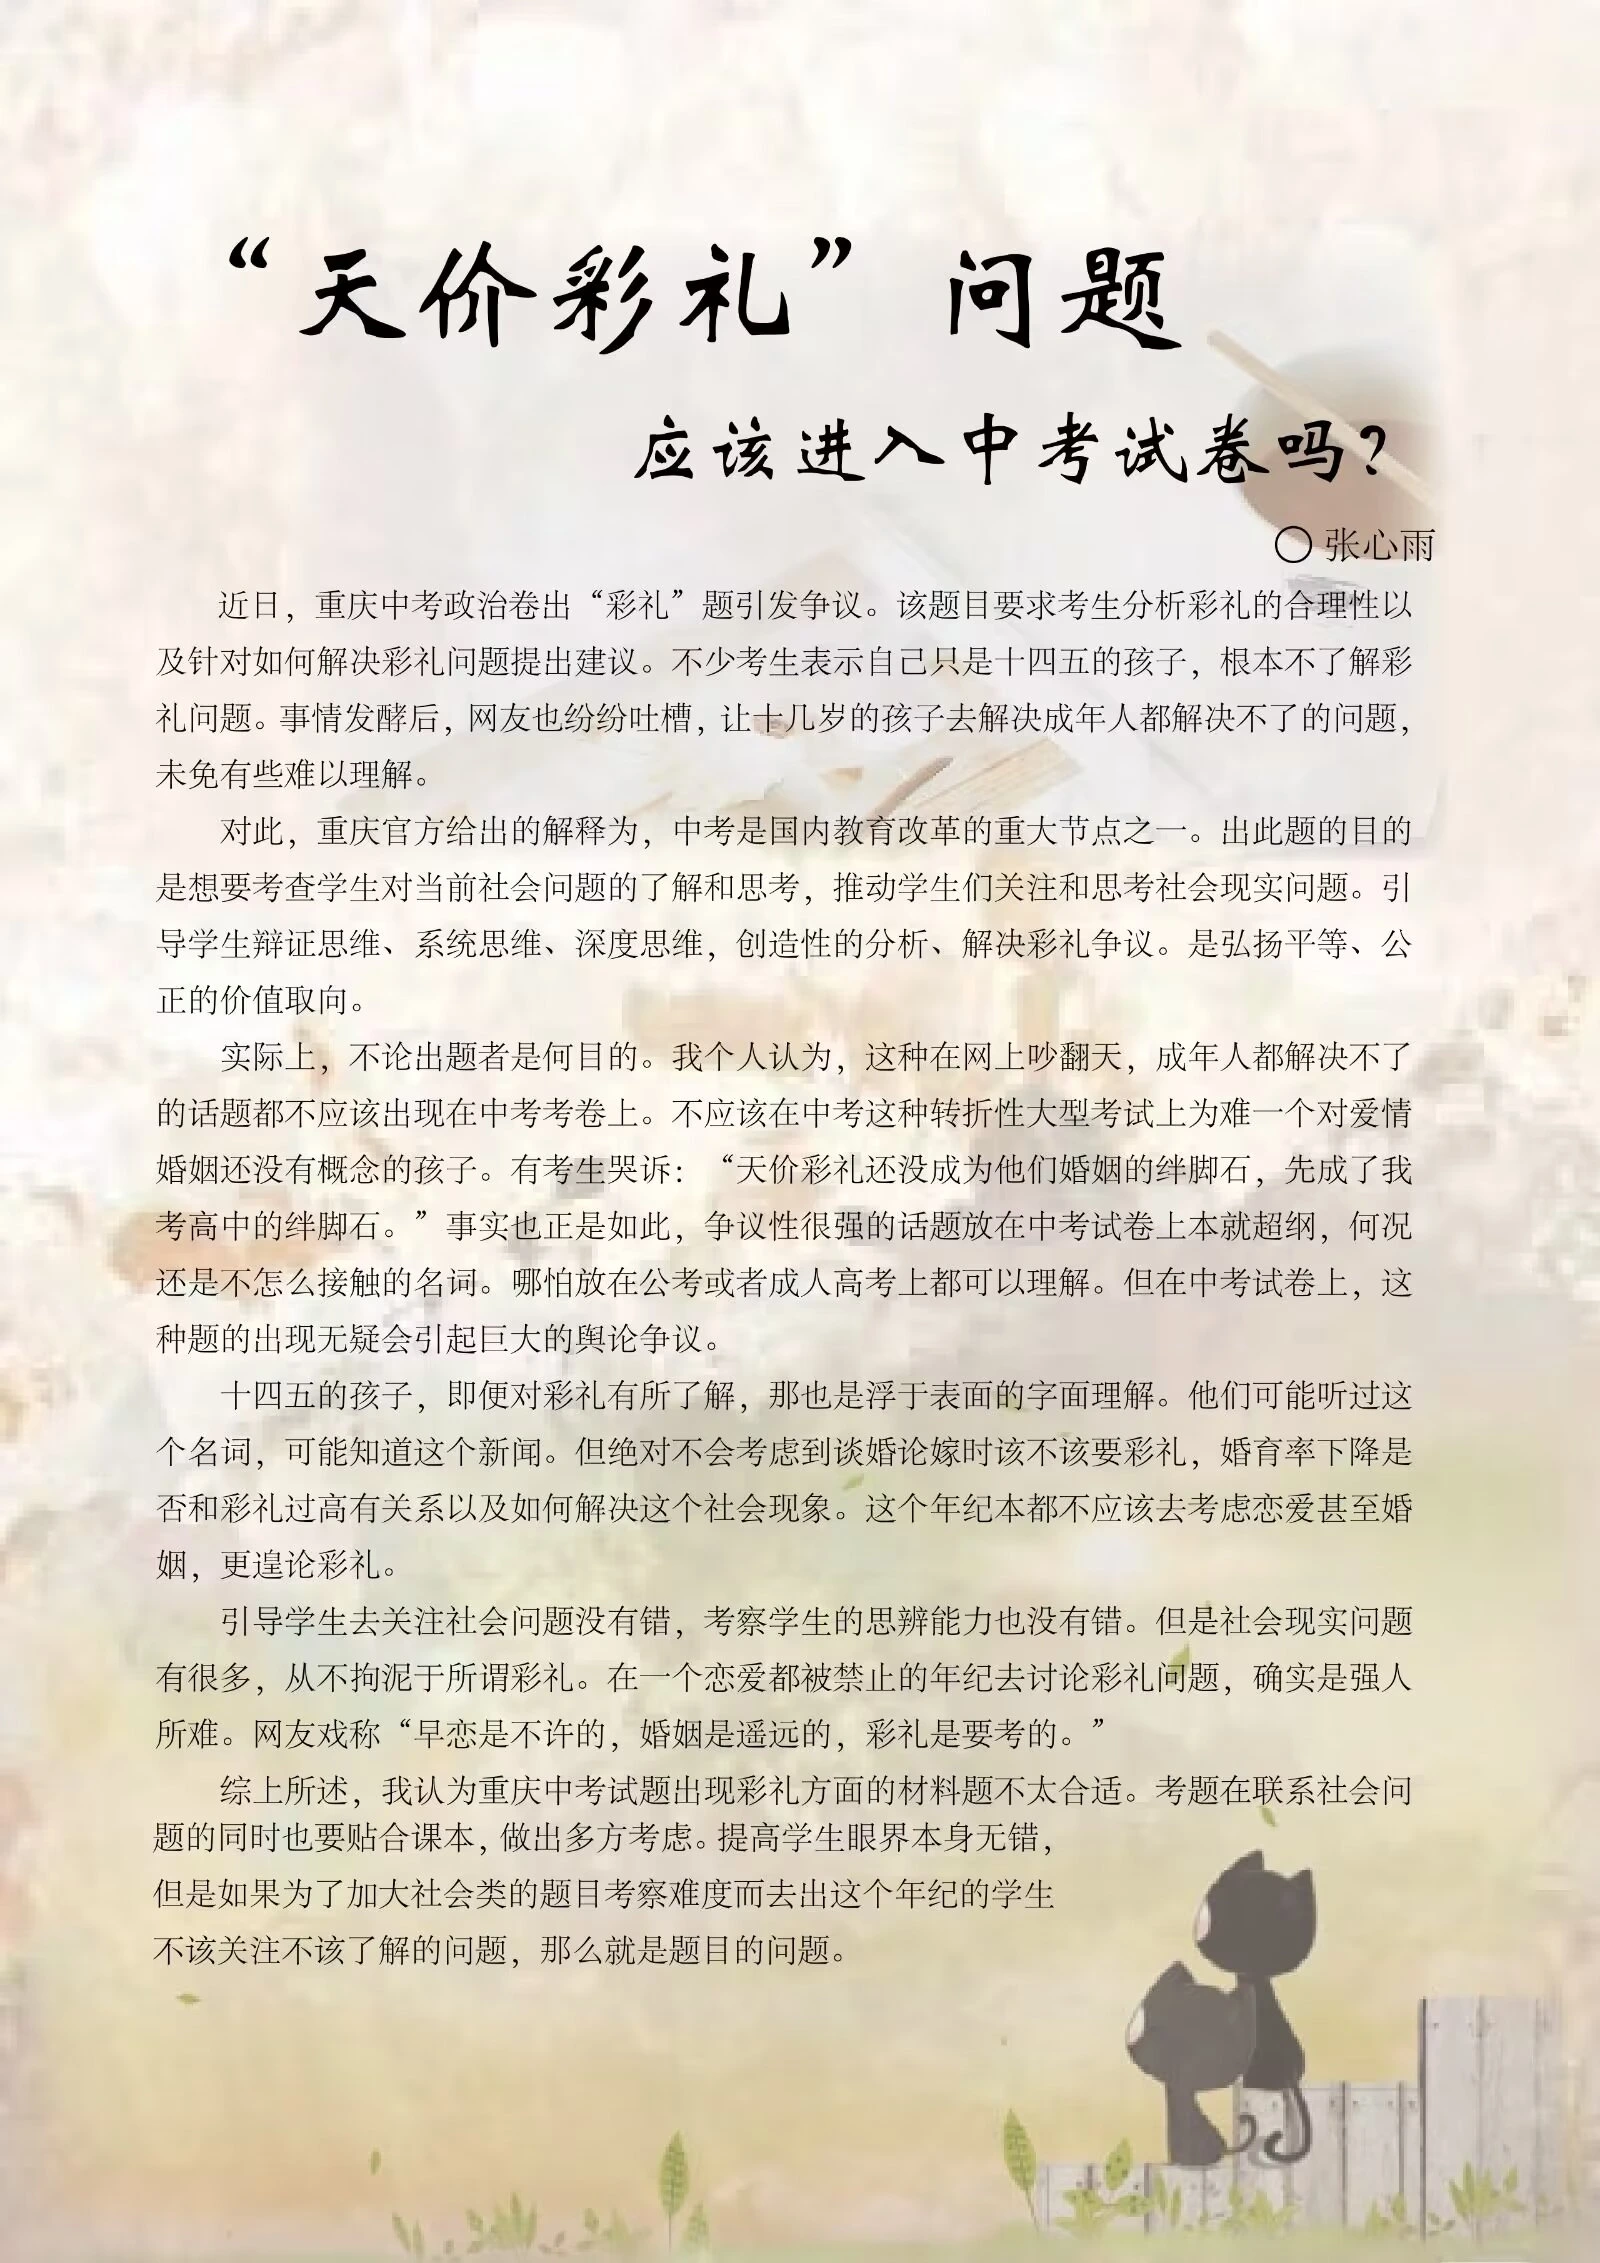 “天价彩礼”问题
应该进入中考试卷吗？
○ 张心雨
近日，重庆中考政治卷出“彩礼”题引发争议。该题目要求考生分析彩礼的合理性以
及针对如何解决彩礼问题提出建议。不少考生表示自己只是十四五的孩子，根本不了解彩
礼问题。事情发酵后，网友也纷纷吐槽，让十几岁的孩子去解决成年人都解决不了的问题，
未免有些难以理解。
对此，重庆官方给出的解释为，中考是国内教育改革的重大节点之一。出此题的目的
是想要考查学生对当前社会问题的了解和思考，推动学生们关注和思考社会现实问题。引
导学生辩证思维、系统思维、深度思维，创造性的分析、解决彩礼争议。是弘扬平等、公
正的价值取向。
实际上，不论出题者是何目的。我个人认为，这种在网上吵翻天，成年人都解决不了
的话题都不应该出现在中考考卷上。不应该在中考这种转折性大型考试上为难一个对爱情
婚姻还没有概念的孩子。有考生哭诉：“天价彩礼还没成为他们婚姻的绊脚石，先成了我
考高中的绊脚石。”事实也正是如此，争议性很强的话题放在中考试卷上本就超纲，何况
还是不怎么接触的名词。哪怕放在公考或者成人高考上都可以理解。但在中考试卷上，这
种题的出现无疑会引起巨大的舆论争议。
十四五的孩子，即便对彩礼有所了解，那也是浮于表面的字面理解。他们可能听过这
个名词，可能知道这个新闻。但绝对不会考虑到谈婚论嫁时该不该要彩礼，婚育率下降是
否和彩礼过高有关系以及如何解决这个社会现象。这个年纪本都不应该去考虑恋爱甚至婚
姻，更遑论彩礼。
引导学生去关注社会问题没有错，考察学生的思辨能力也没有错。但是社会现实问题
有很多，从不拘泥于所谓彩礼。在一个恋爱都被禁止的年纪去讨论彩礼问题，确实是强人
所难。网友戏称“早恋是不许的，婚姻是遥远的，彩礼是要考的。”
综上所述，我认为重庆中考试题出现彩礼方面的材料题不太合适。考题在联系社会问
题的同时也要贴合课本，做出多方考虑。提高学生眼界本身无错，
但是如果为了加大社会类的题目考察难度而去出这个年纪的学生
不该关注不该了解的问题，那么就是题目的问题。